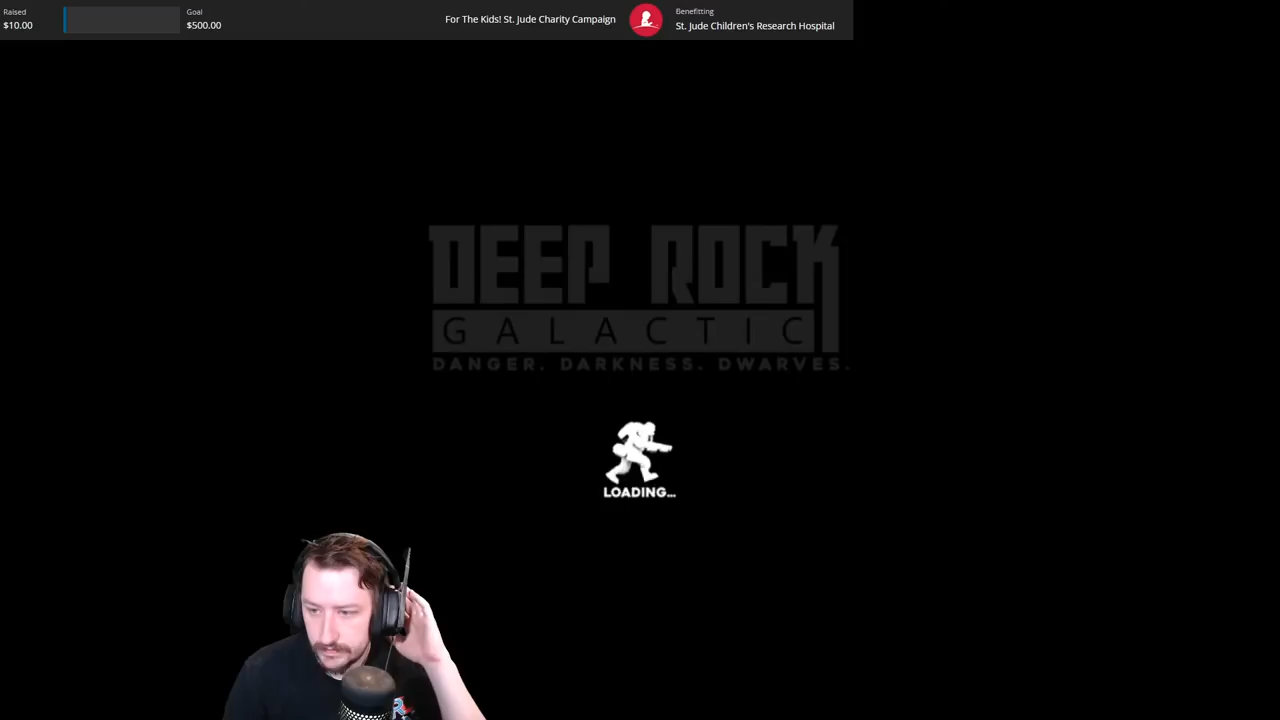 Raised
$10.00
Goal
$500.00
For The Kids! St. Jude Charity Campaign
Benefitting
St. Jude Children's Research Hospital
DEEP ROCK
GALACTIC
DANGER. DARKNESS. DWARVES.
LOADING...